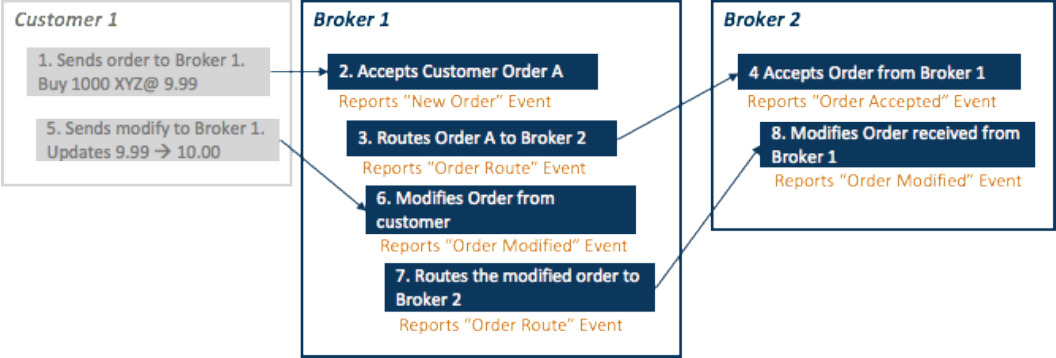 Customer 1
1. Sends order to Broker 1.
Buy 1000 XYZ@ 9.99
5. Sends modify to Broker 1.
Updates 9.99 → 10.00
Broker 1
2. Accepts Customer Order A
Reports “New Order” Event
3. Routes Order A to Broker 2
Reports “Order Route” Event
6. Modifies Order from
customer
Reports “Order Modified” Event
7. Routes the modified order to
Broker 2
Reports “Order Route” Event
Broker 2
4 Accepts Order from Broker 1
Reports “Order Accepted” Event
8. Modifies Order received from
Broker 1
Reports “Order Modified” Event